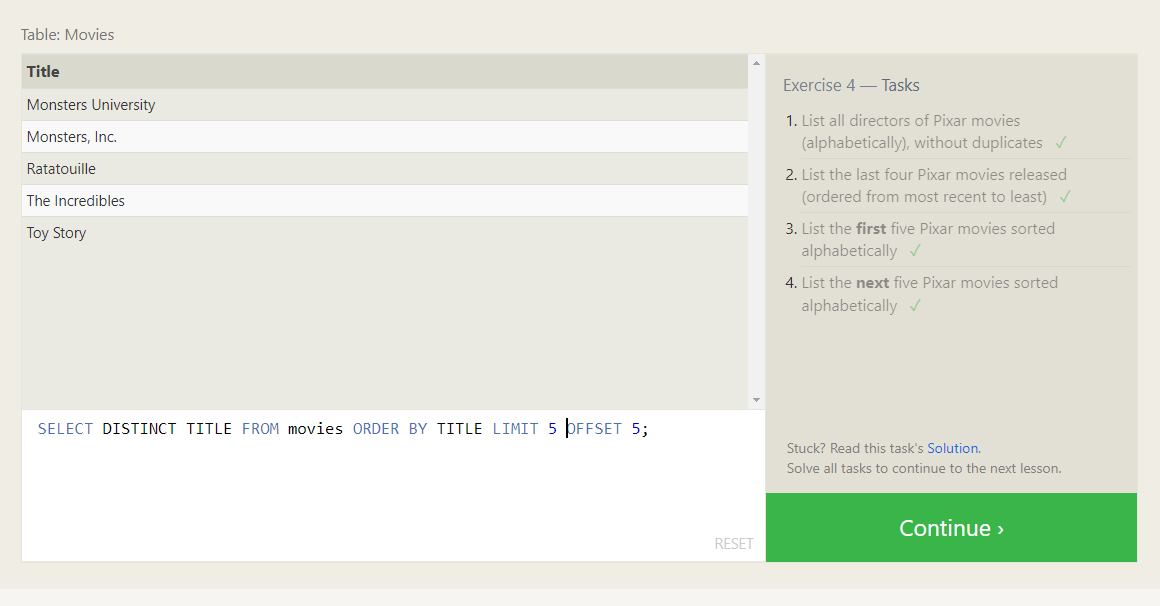 Table: Movies
Title
Monsters University
Monsters, Inc.
Ratatouille
The Incredibles
Toy Story
SELECT DISTINCT TITLE FROM movies ORDER BY TITLE LIMIT 5 OFFSET 5;
RESET
Exercise 4 — Tasks
1. List all directors of Pixar movies
(alphabetically), without duplicates ✓
2. List the last four Pixar movies released
(ordered from most recent to least) ✓
3. List the first five Pixar movies sorted
alphabetically ✓
4. List the next five Pixar movies sorted
alphabetically ✓
Stuck? Read this task's Solution.
Solve all tasks to continue to the next lesson.
Continue ›